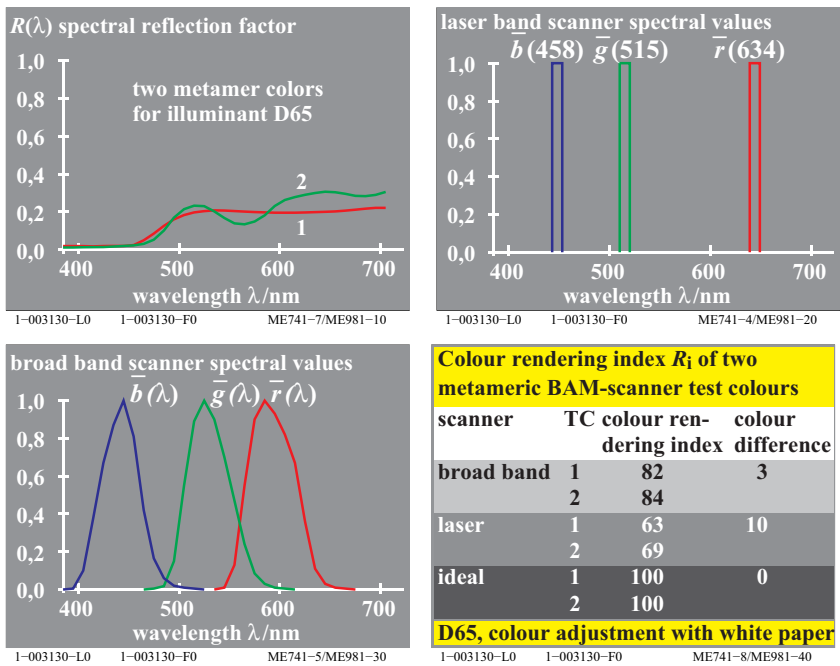 R(λ) spectral reflection factor
1,0
two metamer colors
for illuminant D65
0,8
0,6
0,4
2
0,2
1
0,0
400 500 600 700
wavelength λ/nm
1−003130−L0 1−003130−F0 ME741−7/ME981−10
laser band scanner spectral values
b̅(458) g̅(515) r̅(634)
1,0
0,8
0,6
0,4
0,2
0,0
400 500 600 700
wavelength λ/nm
1−003130−L0 1−003130−F0 ME741−4/ME981−20
broad band scanner spectral values
b̅(λ) g̅(λ) r̅(λ)
1,0
0,8
0,6
0,4
0,2
0,0
400 500 600 700
wavelength λ/nm
1−003130−L0 1−003130−F0 ME741−5/ME981−30
Colour rendering index Ri of two
metameric BAM−scanner test colours
scanner TC colour ren− colour
dering index difference
broad band 1 82 3
2 84
laser 1 63 10
2 69
ideal 1 100 0
2 100
D65, colour adjustment with white paper
1−003130−L0 1−003130−F0 ME741−8/ME981−40